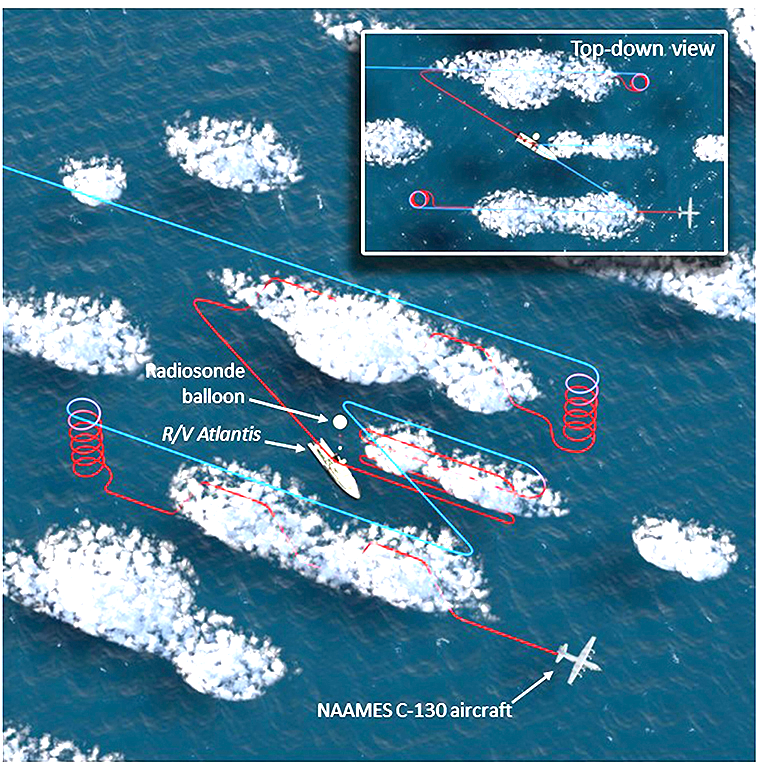 Top-down view
Radiosonde
balloon
R/V Atlantis
NAAMES C-130 aircraft